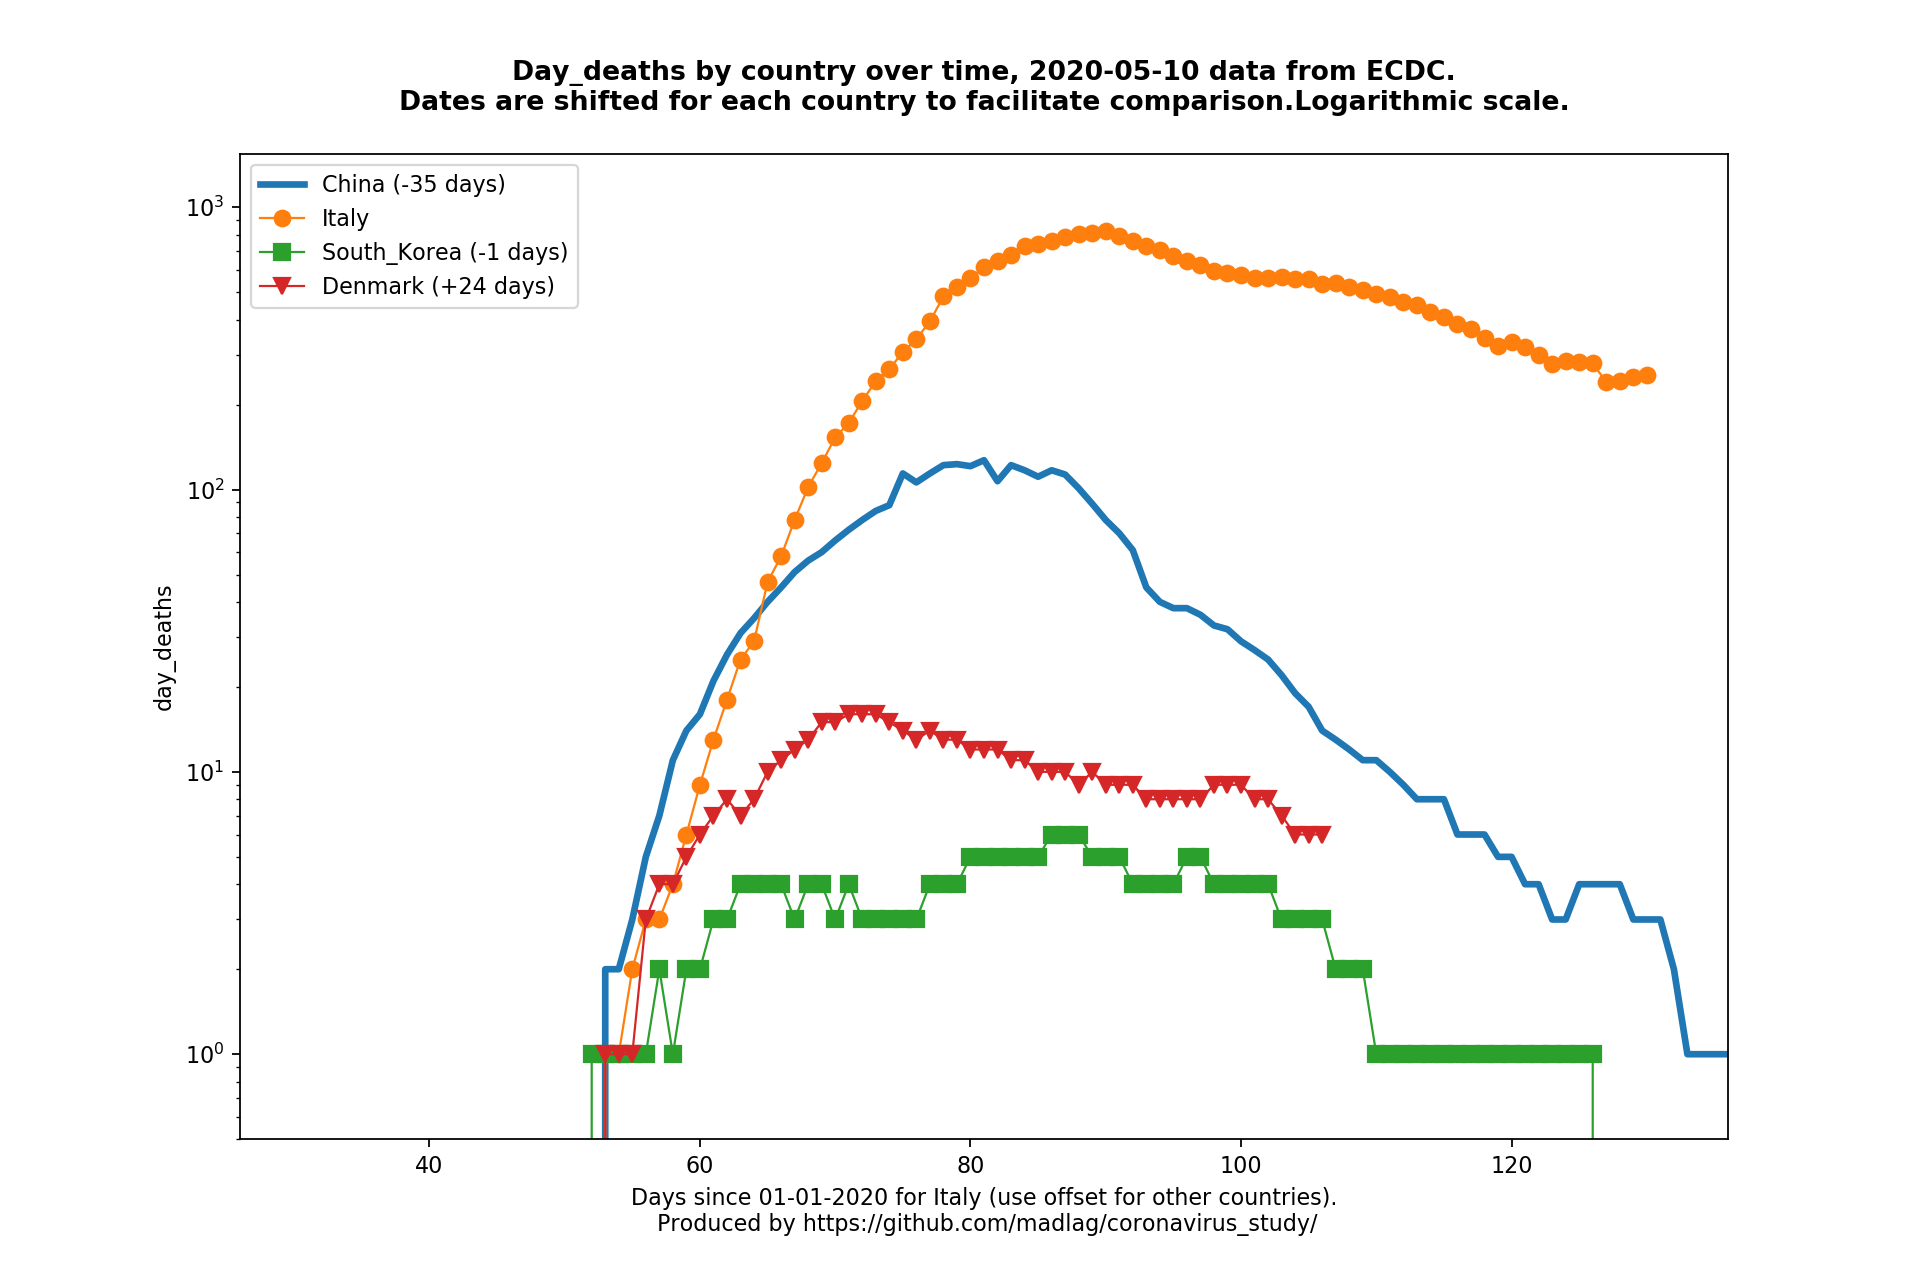 Day_deaths by country over time, 2020-05-10 data from ECDC.
Dates are shifted for each country to facilitate comparison.Logarithmic scale.
China (-35 days)
Italy
South_Korea (-1 days)
Denmark (+24 days)
10³
10²
10¹
10⁰
day_deaths
40 60 80 100 120
Days since 01-01-2020 for Italy (use offset for other countries).
Produced by https://github.com/madlag/coronavirus_study/